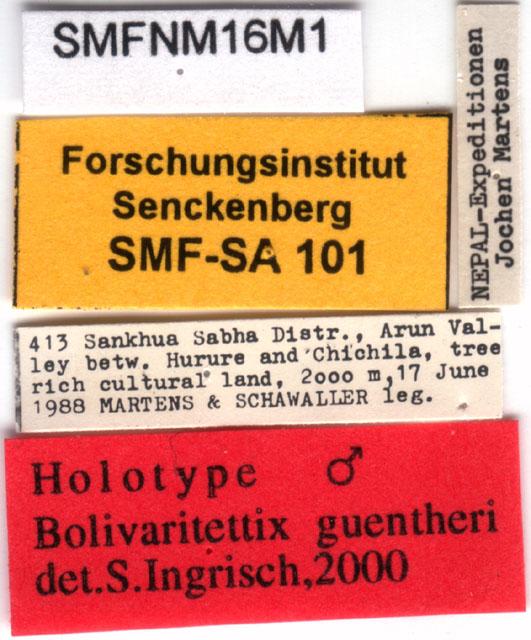 SMFNM16M1
Forschungsinstitut
Senckenberg
SMF-SA 101
NEPAL-Expeditionen
Jochen Martens
413 Sankhua Sabha Distr., Arun Val-
ley betw. Hurure and Chichila, tree
rich cultural land, 2ooo m,17 June
1988 MARTENS & SCHAWALLER leg.
Holotype ♂
Bolivaritettix guentheri
det.S.Ingrisch,2000